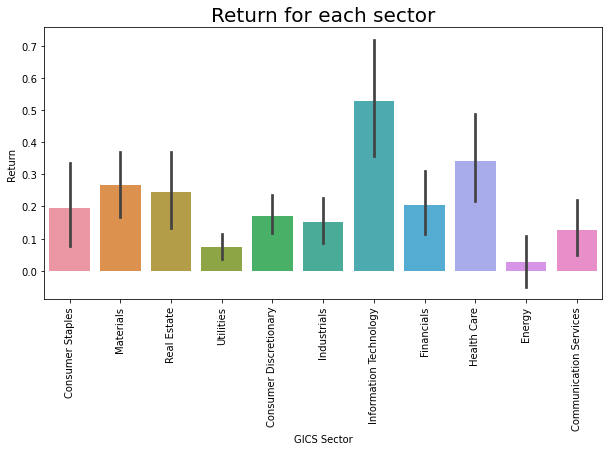 Return for each sector
Return
0.7
0.6
0.5
0.4
0.3
0.2
0.1
0.0
Consumer Staples
Materials
Real Estate
Utilities
Consumer Discretionary
Industrials
Information Technology
Financials
Health Care
Energy
Communication Services
GICS Sector